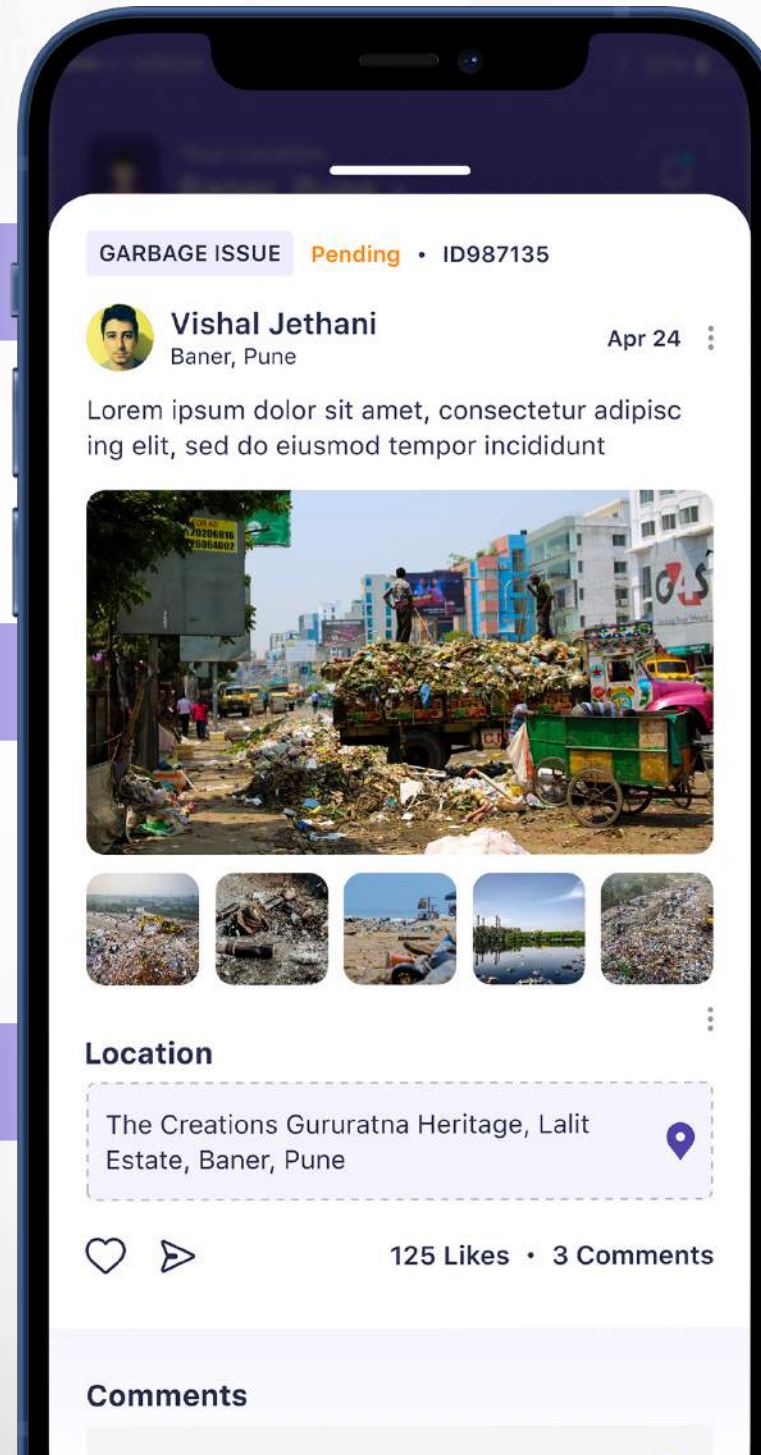 GARBAGE ISSUE Pending • ID987135
Vishal Jethani
Apr 24
Baner, Pune
Lorem ipsum dolor sit amet, consectetur adipisc
ing elit, sed do eiusmod tempor incididunt
20206816
G4S
Location
The Creations Gururatna Heritage, Lalit
Estate, Baner, Pune
125 Likes • 3 Comments
Comments